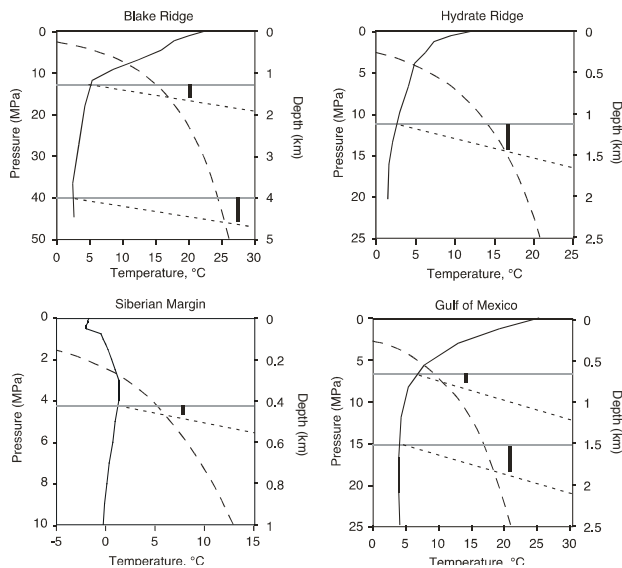 Blake Ridge
0
10
20
30
40
50
Pressure (MPa)
0
1
2
3
4
5
Depth (km)
0 5 10 15 20 25 30
Temperature, °C
Hydrate Ridge
0
5
10
15
20
25
Pressure (MPa)
0
0.5
1
1.5
2
2.5
Depth (km)
0 5 10 15 20 25
Temperature, °C
Siberian Margin
0
2
4
6
8
10
Pressure (MPa)
0
0.2
0.4
0.6
0.8
1
Depth (km)
-5 0 5 10 15
Temperature, °C
Gulf of Mexico
0
5
10
15
20
25
Pressure (MPa)
0
0.5
1
1.5
2
2.5
Depth (km)
0 5 10 15 20 25 30
Temperature, °C